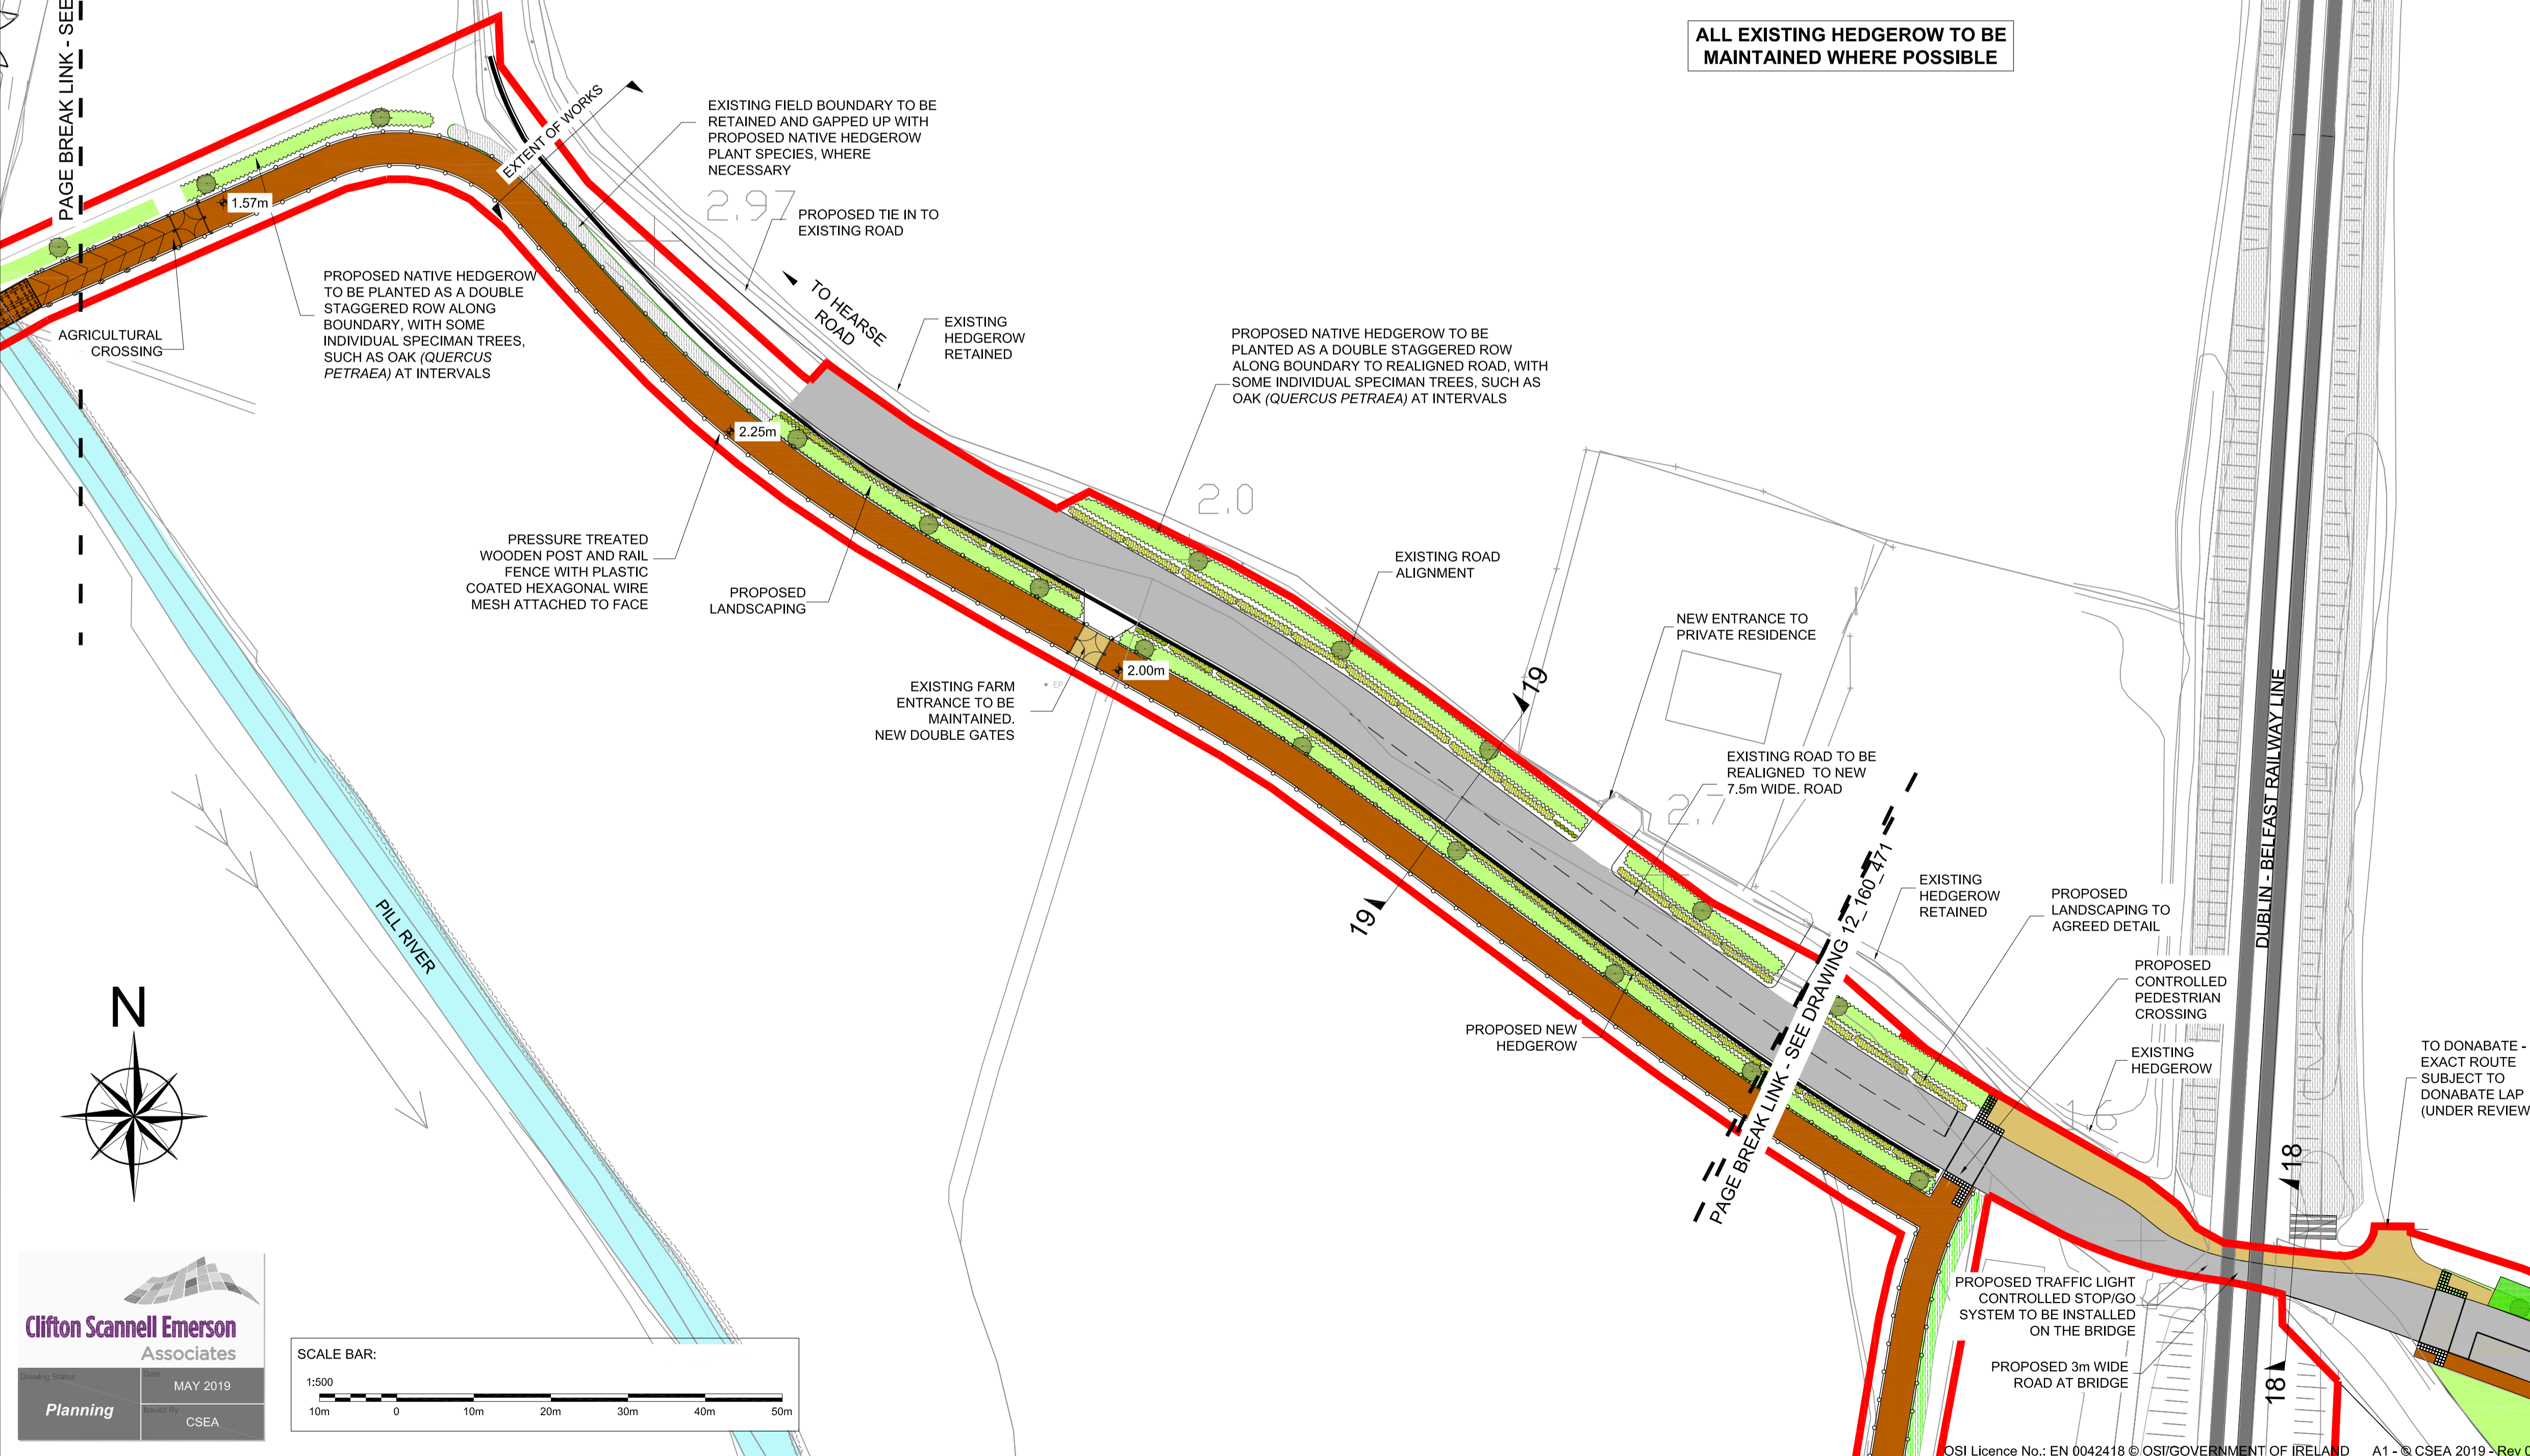 PAGE BREAK LINK - SEE
ALL EXISTING HEDGEROW TO BE
MAINTAINED WHERE POSSIBLE
EXTENT OF WORKS
EXISTING FIELD BOUNDARY TO BE
RETAINED AND GAPPED UP WITH
PROPOSED NATIVE HEDGEROW
PLANT SPECIES, WHERE
NECESSARY
2.97
1.57m
PROPOSED TIE IN TO
EXISTING ROAD
PROPOSED NATIVE HEDGEROW
TO BE PLANTED AS A DOUBLE
STAGGERED ROW ALONG
BOUNDARY, WITH SOME
INDIVIDUAL SPECIMAN TREES,
SUCH AS OAK (QUERCUS
PETRAEA) AT INTERVALS
AGRICULTURAL
CROSSING
TO HEARSE
ROAD
EXISTING
HEDGEROW
RETAINED
PROPOSED NATIVE HEDGEROW TO BE
PLANTED AS A DOUBLE STAGGERED ROW
ALONG BOUNDARY TO REALIGNED ROAD, WITH
SOME INDIVIDUAL SPECIMAN TREES, SUCH AS
OAK (QUERCUS PETRAEA) AT INTERVALS
2.25m
2.0
PRESSURE TREATED
WOODEN POST AND RAIL
FENCE WITH PLASTIC
COATED HEXAGONAL WIRE
MESH ATTACHED TO FACE
PROPOSED
LANDSCAPING
EXISTING ROAD
ALIGNMENT
NEW ENTRANCE TO
PRIVATE RESIDENCE
2.00m
EP
EXISTING FARM
ENTRANCE TO BE
MAINTAINED.
NEW DOUBLE GATES
19
19
EXISTING ROAD TO BE
REALIGNED TO NEW
7.5m WIDE. ROAD
2.7
DUBLIN - BELFAST RAILWAY LINE
PILL RIVER
EXISTING
HEDGEROW
RETAINED
PROPOSED
LANDSCAPING TO
AGREED DETAIL
PROPOSED
CONTROLLED
PEDESTRIAN
CROSSING
PAGE BREAK LINK - SEE DRAWING 12_160_471
PROPOSED NEW
HEDGEROW
EXISTING
HEDGEROW
1.6
TO DONABATE -
EXACT ROUTE
SUBJECT TO
DONABATE LAP
(UNDER REVIEW
N
18
18
PROPOSED TRAFFIC LIGHT
CONTROLLED STOP/GO
SYSTEM TO BE INSTALLED
ON THE BRIDGE
PROPOSED 3m WIDE
ROAD AT BRIDGE
Clifton Scannell Emerson
Associates
Drawing Status
Date
MAY 2019
Planning
Issued By
CSEA
SCALE BAR:
1:500
10m 0 10m 20m 30m 40m 50m
OSI Licence No.: EN 0042418 © OSI/GOVERNMENT OF IRELAND A1 - © CSEA 2019 - Rev 0